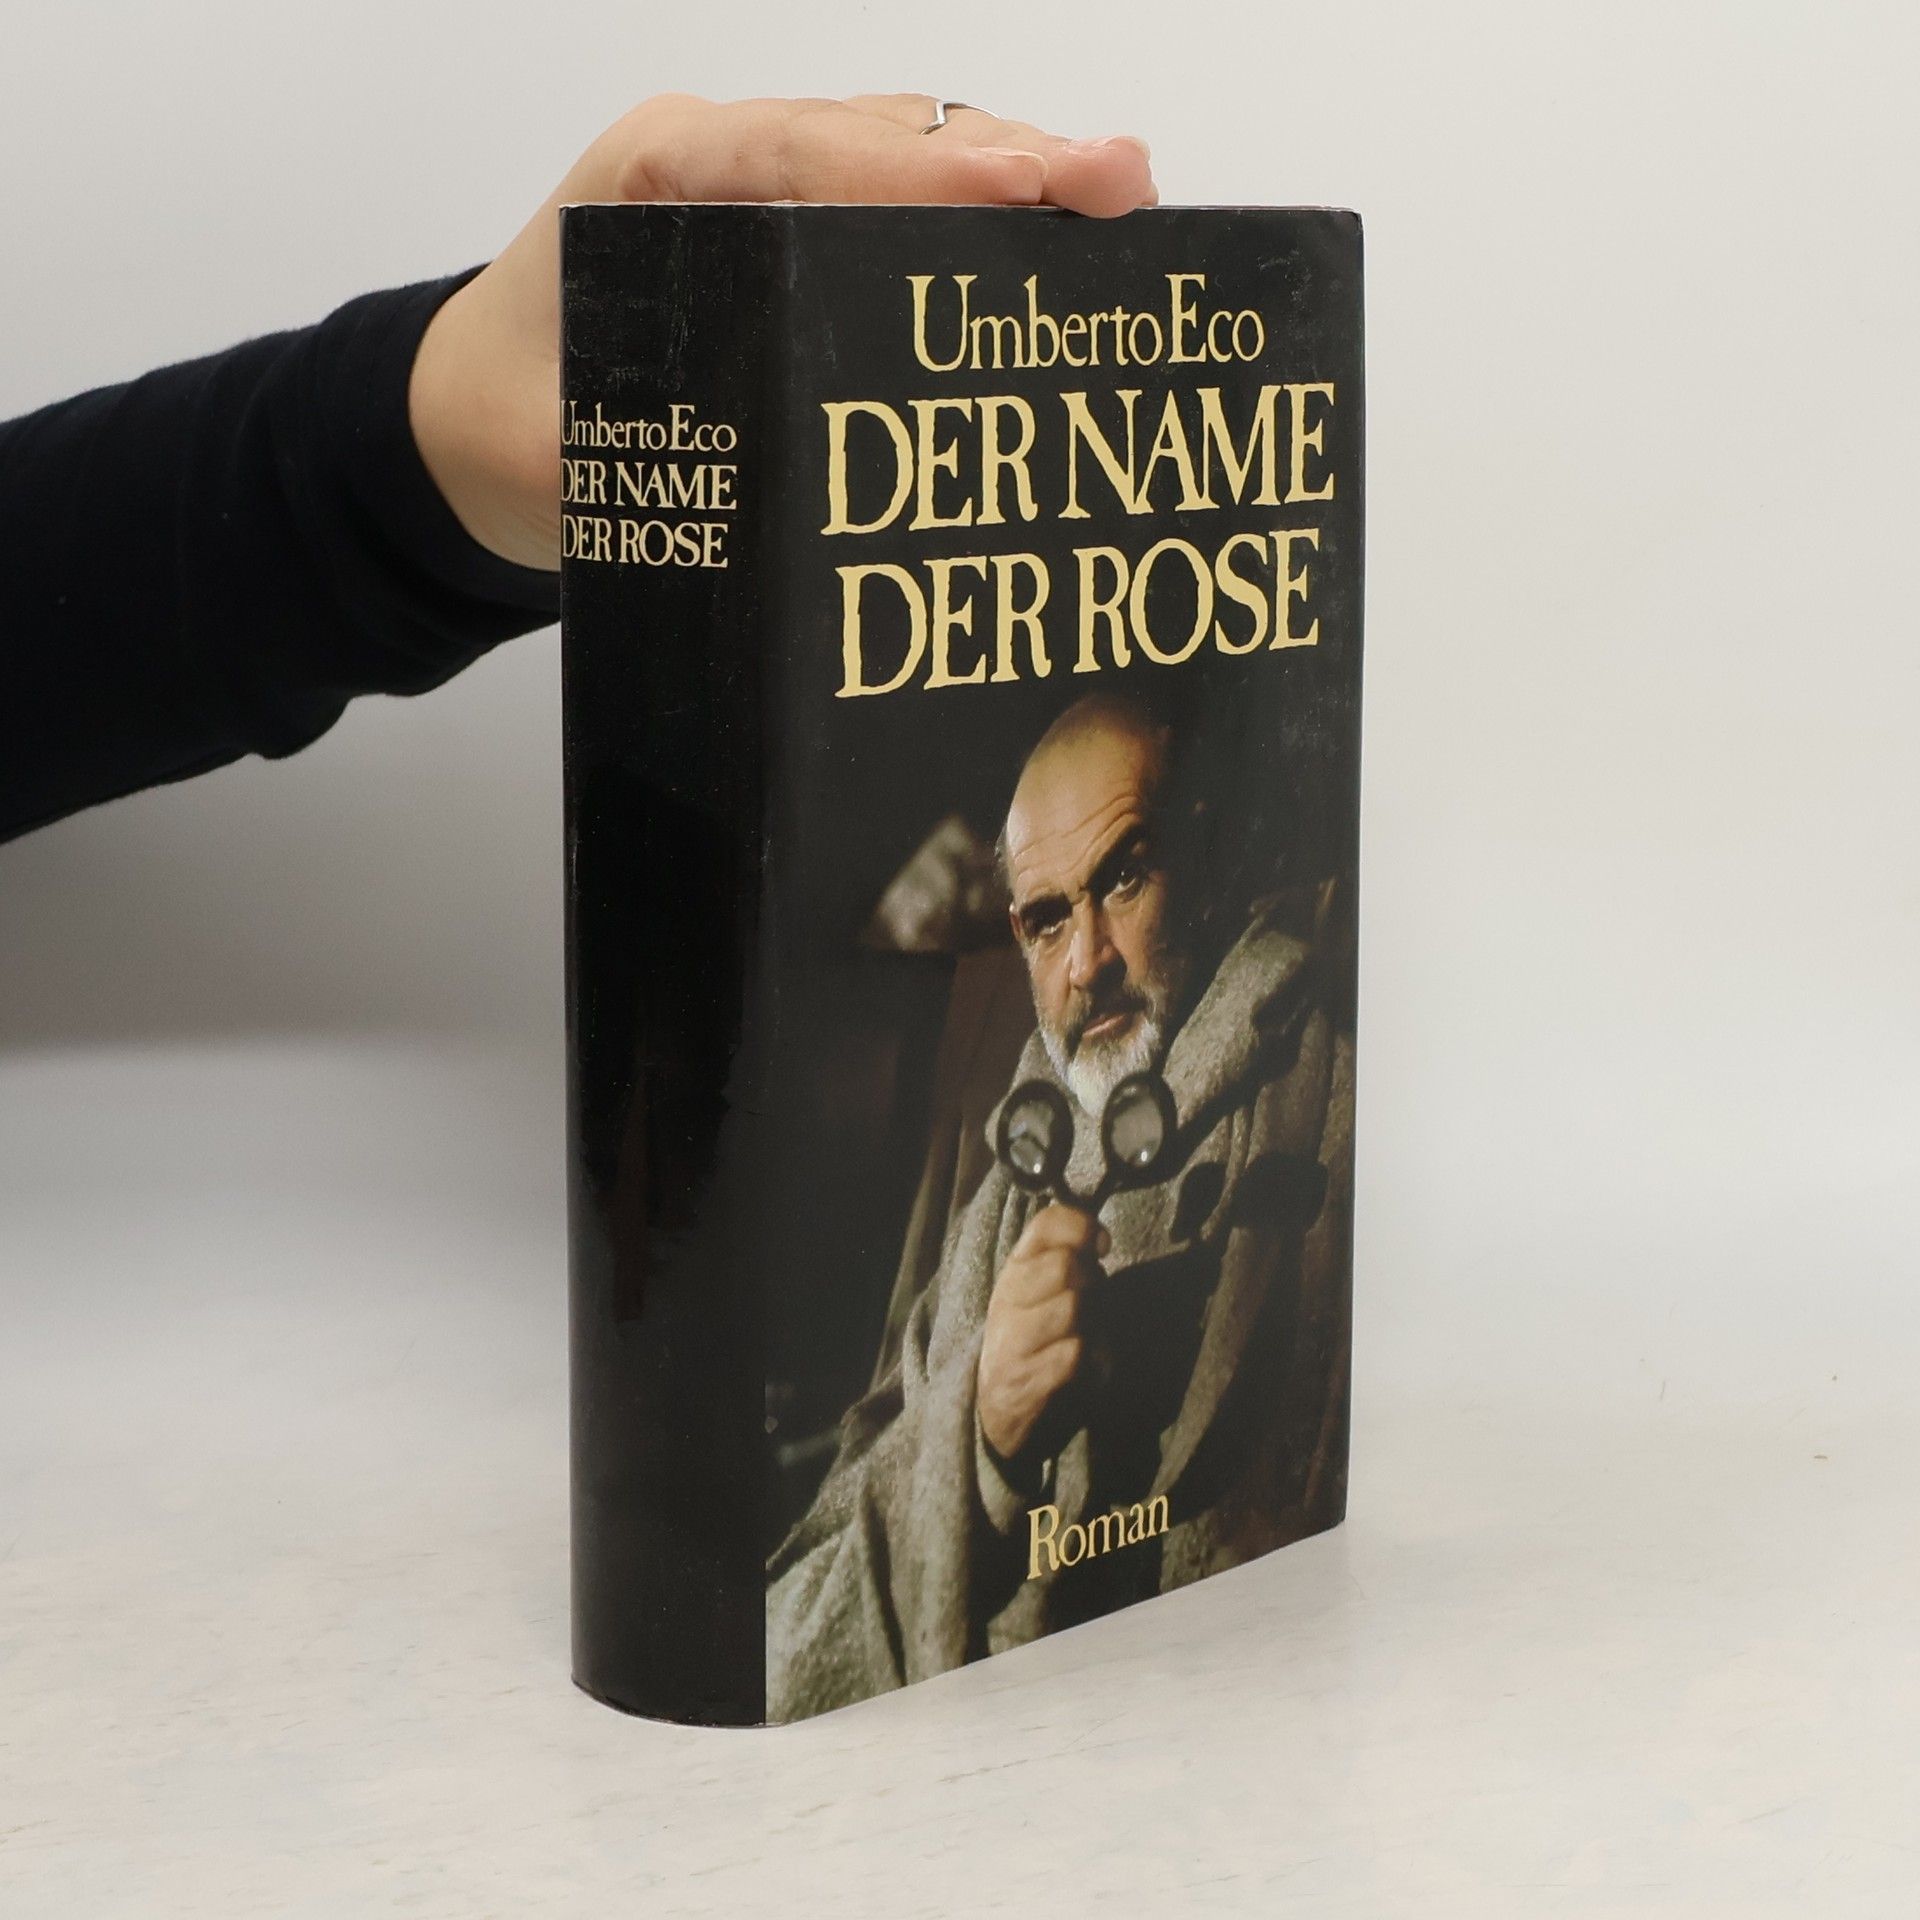 Umberto Eco
DER NAME
DER ROSE
Umberto Eco
DER NAME
DER ROSE
Roman